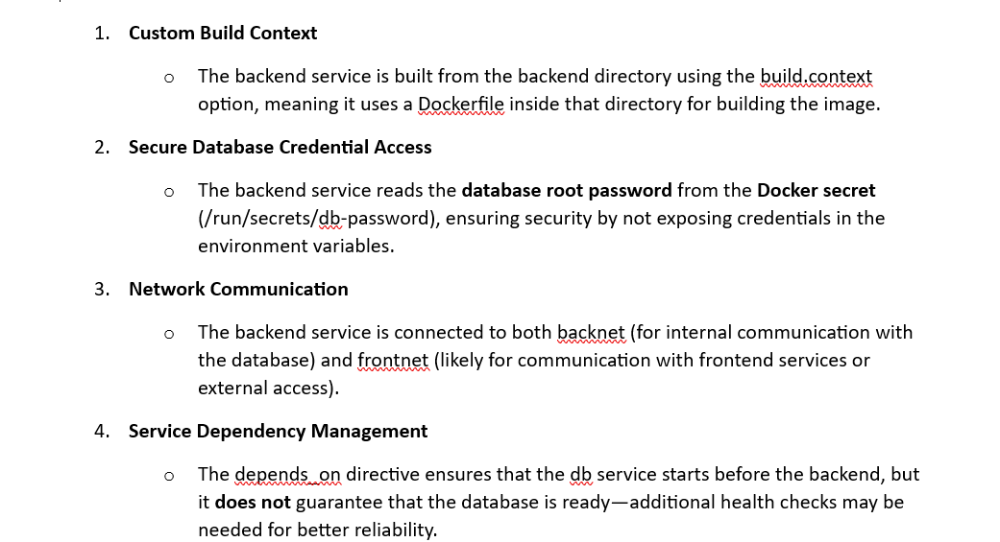 1. Custom Build Context
o The backend service is built from the backend directory using the build.context
option, meaning it uses a Dockerfile inside that directory for building the image.
2. Secure Database Credential Access
o The backend service reads the database root password from the Docker secret
(/run/secrets/db-password), ensuring security by not exposing credentials in the
environment variables.
3. Network Communication
o The backend service is connected to both backnet (for internal communication with
the database) and frontnet (likely for communication with frontend services or
external access).
4. Service Dependency Management
o The depends_on directive ensures that the db service starts before the backend, but
it does not guarantee that the database is ready—additional health checks may be
needed for better reliability.